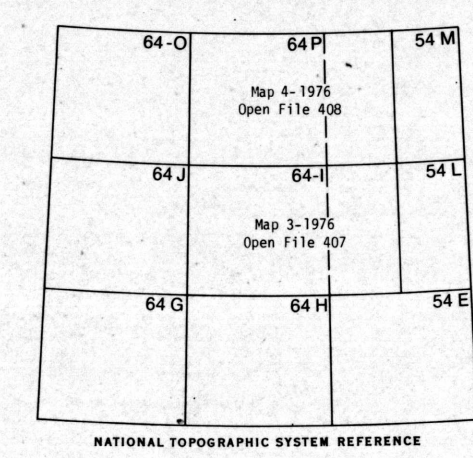 64-O 64P 54 M
Map 4-1976
Open File 408
64 J 64-I 54 L
Map 3-1976
Open File 407
64 G 64 H 54 E
NATIONAL TOPOGRAPHIC SYSTEM REFERENCE